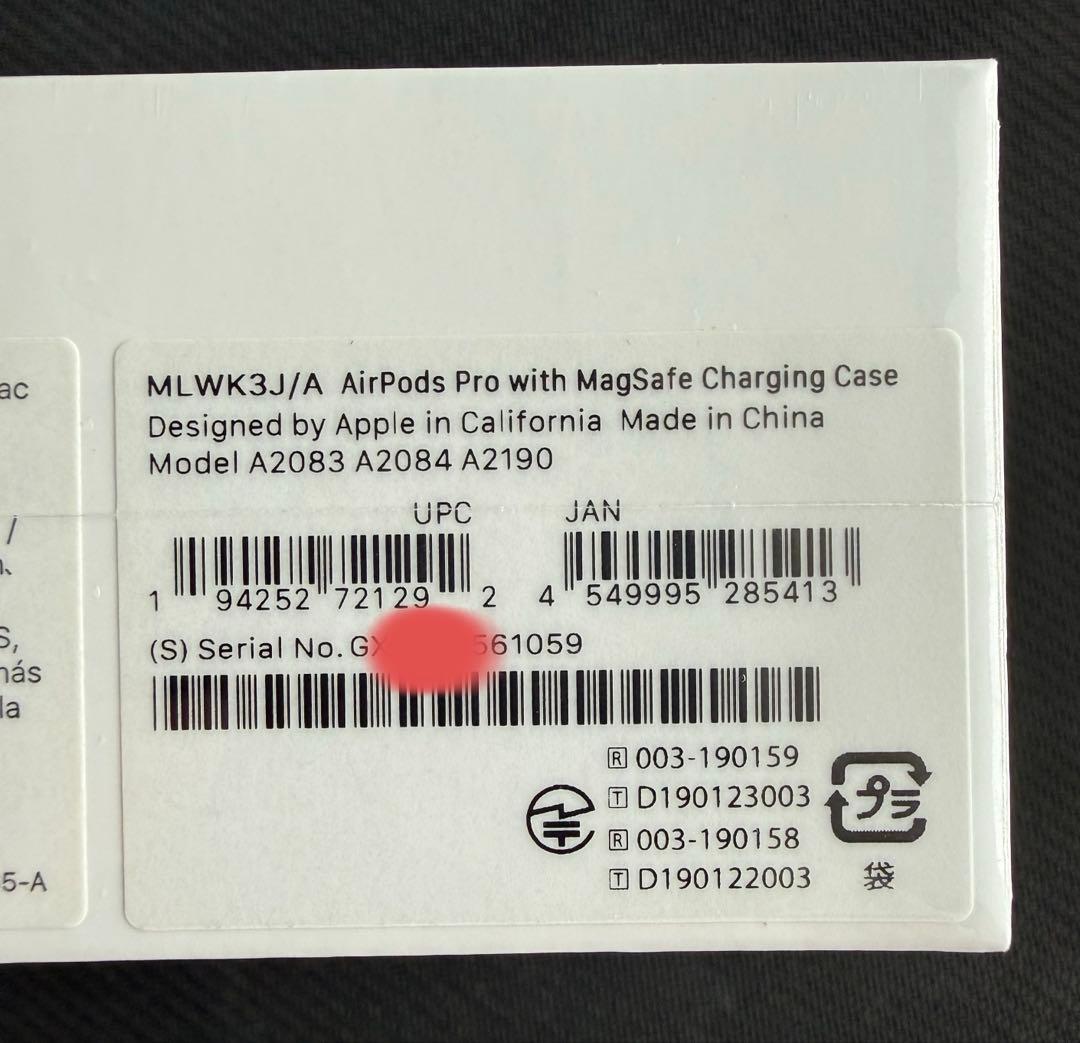 ac
/
S,
más
la
5-A
MLWK3J/A AirPods Pro with MagSafe Charging Case
Designed by Apple in California Made in China
Model A2083 A2084 A2190
UPC JAN
1 94252 72129 2 4 549995 285413
(S) Serial No. GX 561059
R 003-190159
T D190123003
R 003-190158
T D190122003
プラ
袋